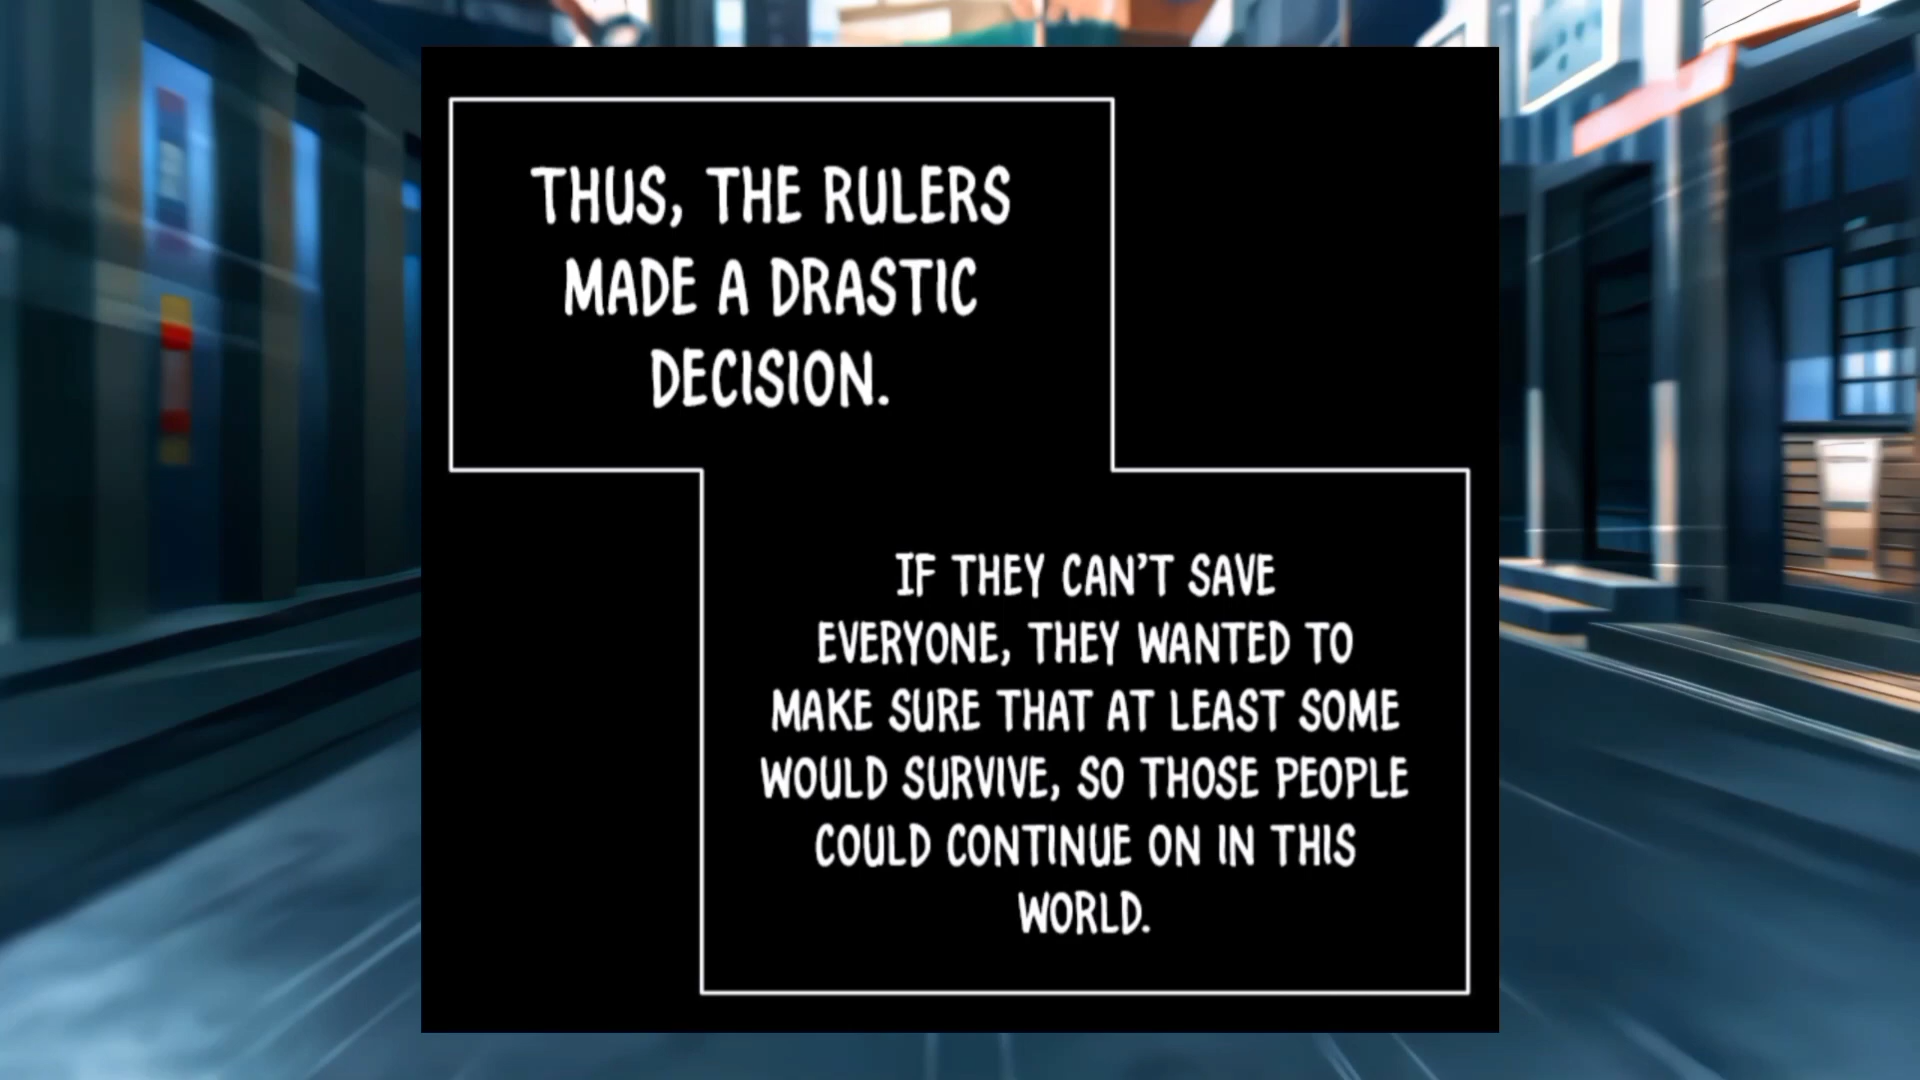 THUS, THE RULERS
MADE A DRASTIC
DECISION.
IF THEY CAN'T SAVE
EVERYONE, THEY WANTED TO
MAKE SURE THAT AT LEAST SOME
WOULD SURVIVE, SO THOSE PEOPLE
COULD CONTINUE ON IN THIS
WORLD.